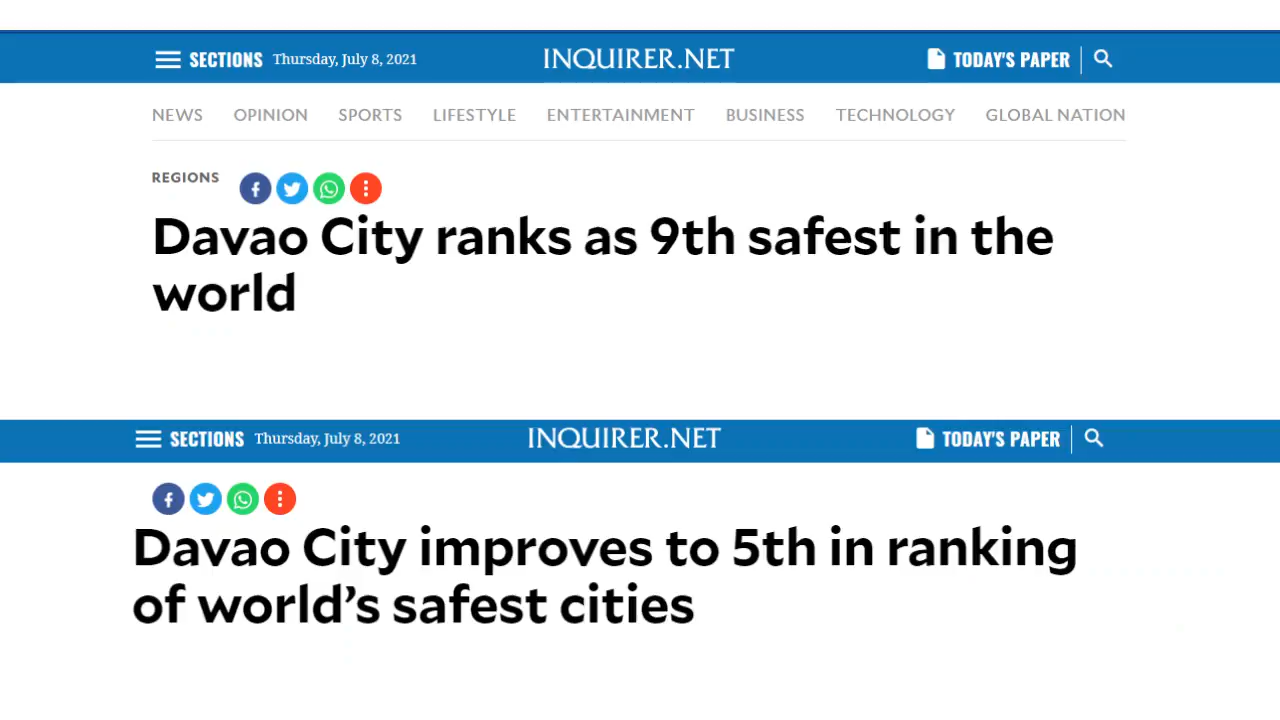 SECTIONS Thursday, July 8, 2021 INQUIRER.NET TODAY'S PAPER
NEWS OPINION SPORTS LIFESTYLE ENTERTAINMENT BUSINESS TECHNOLOGY GLOBAL NATION
REGIONS
Davao City ranks as 9th safest in the
world
SECTIONS Thursday, July 8, 2021 INQUIRER.NET TODAY'S PAPER
Davao City improves to 5th in ranking
of world’s safest cities